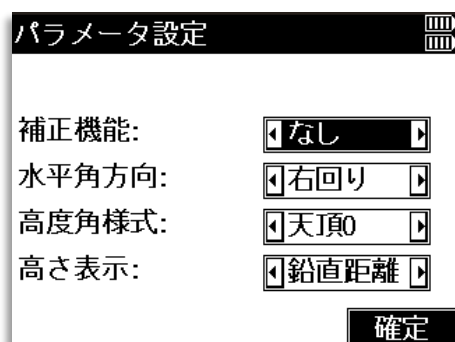 パラメータ設定
補正機能: なし
水平角方向: 右回り
高度角様式: 天頂0
高さ表示: 鉛直距離
確定